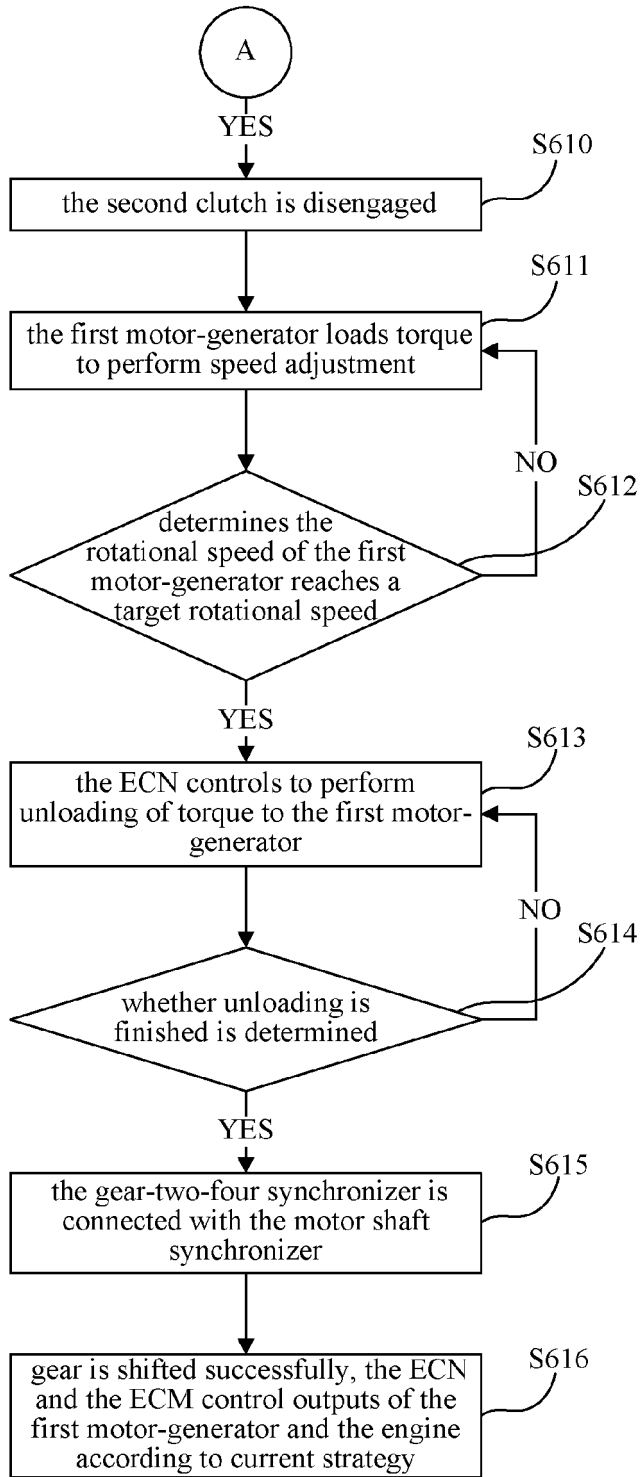 A
YES
S610
the second clutch is disengaged
S611
the first motor-generator loads torque
to perform speed adjustment
NO
S612
determines the
rotational speed of the first
motor-generator reaches a
target rotational speed
YES
S613
the ECN controls to perform
unloading of torque to the first motor-
generator
NO
S614
whether unloading is
finished is determined
YES
S615
the gear-two-four synchronizer is
connected with the motor shaft
synchronizer
S616
gear is shifted successfully, the ECN
and the ECM control outputs of the
first motor-generator and the engine
according to current strategy